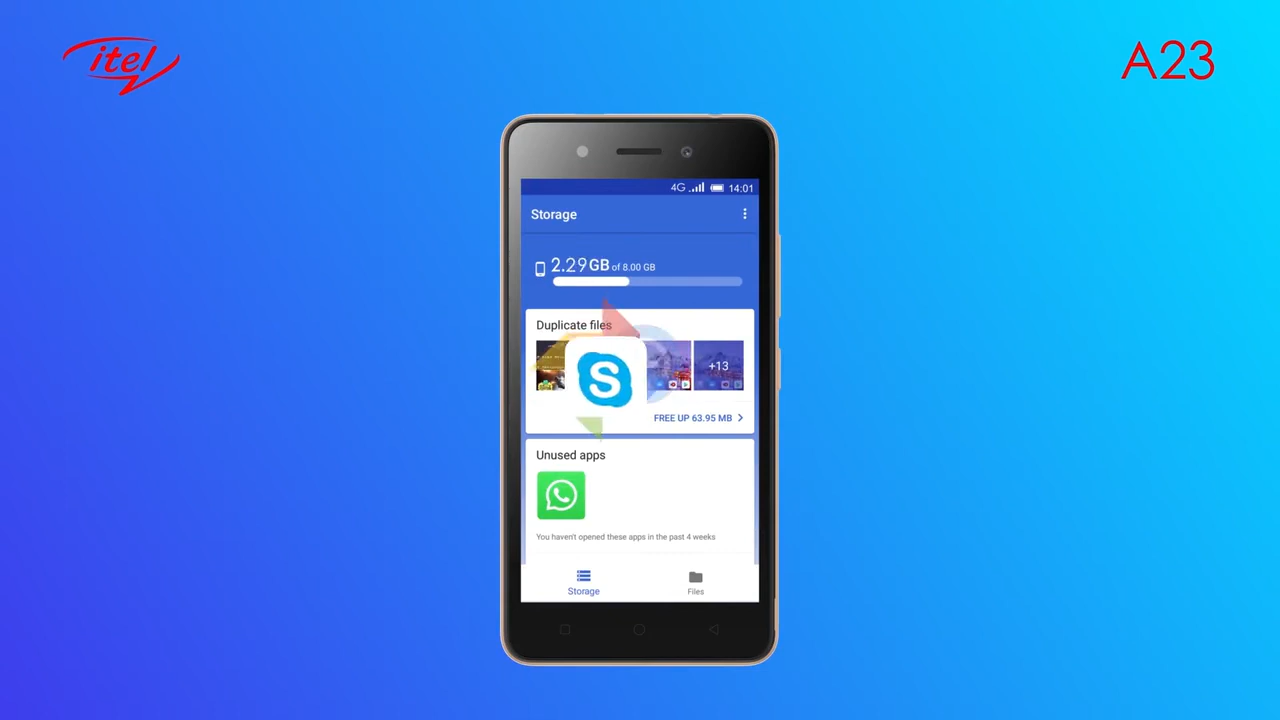 itel
A23
4G 14:01
Storage
2.29 GB of 8.00 GB
Duplicate files
+13
S
FREE UP 63.95 MB
Unused apps
You haven't opened these apps in the past 4 weeks
Storage Files